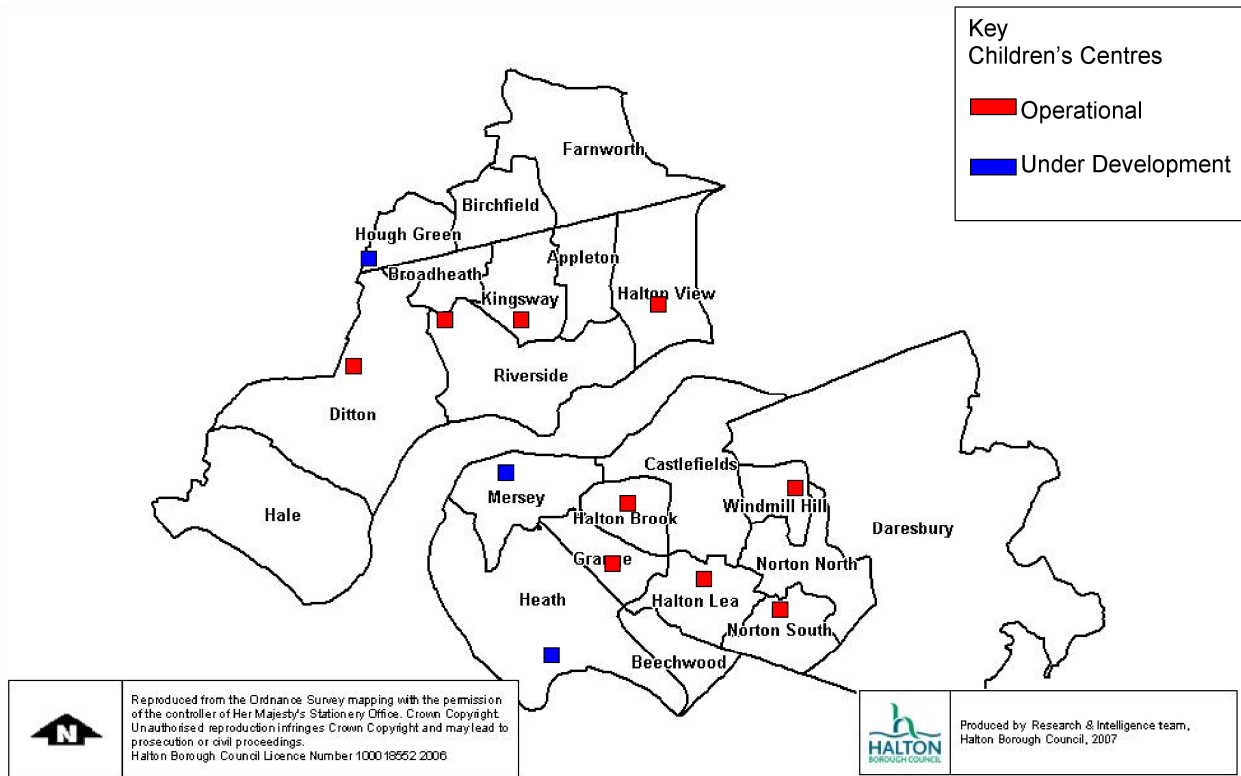 Key
Children's Centres
Operational
Under Development
Farnworth
Birchfield
Hough Green
Appleton
Broadheath
Kingsway
Halton View
Riverside
Ditton
Castlefields
Mersey
Windmill Hill
Hale
Halton Brook
Daresbury
Grange
Norton North
Heath
Halton Lea
Norton South
Beechwood
N
Reproduced from the Ordnance Survey mapping with the permission
of the controller of Her Majesty's Stationery Office. Crown Copyright.
Unauthorised reproduction infringes Crown Copyright and may lead to
prosecution or civil proceedings.
Halton Borough Council Licence Number 100018552 2006
HALTON
BOROUGH COUNCIL
Produced by Research & Intelligence team,
Halton Borough Council, 2007